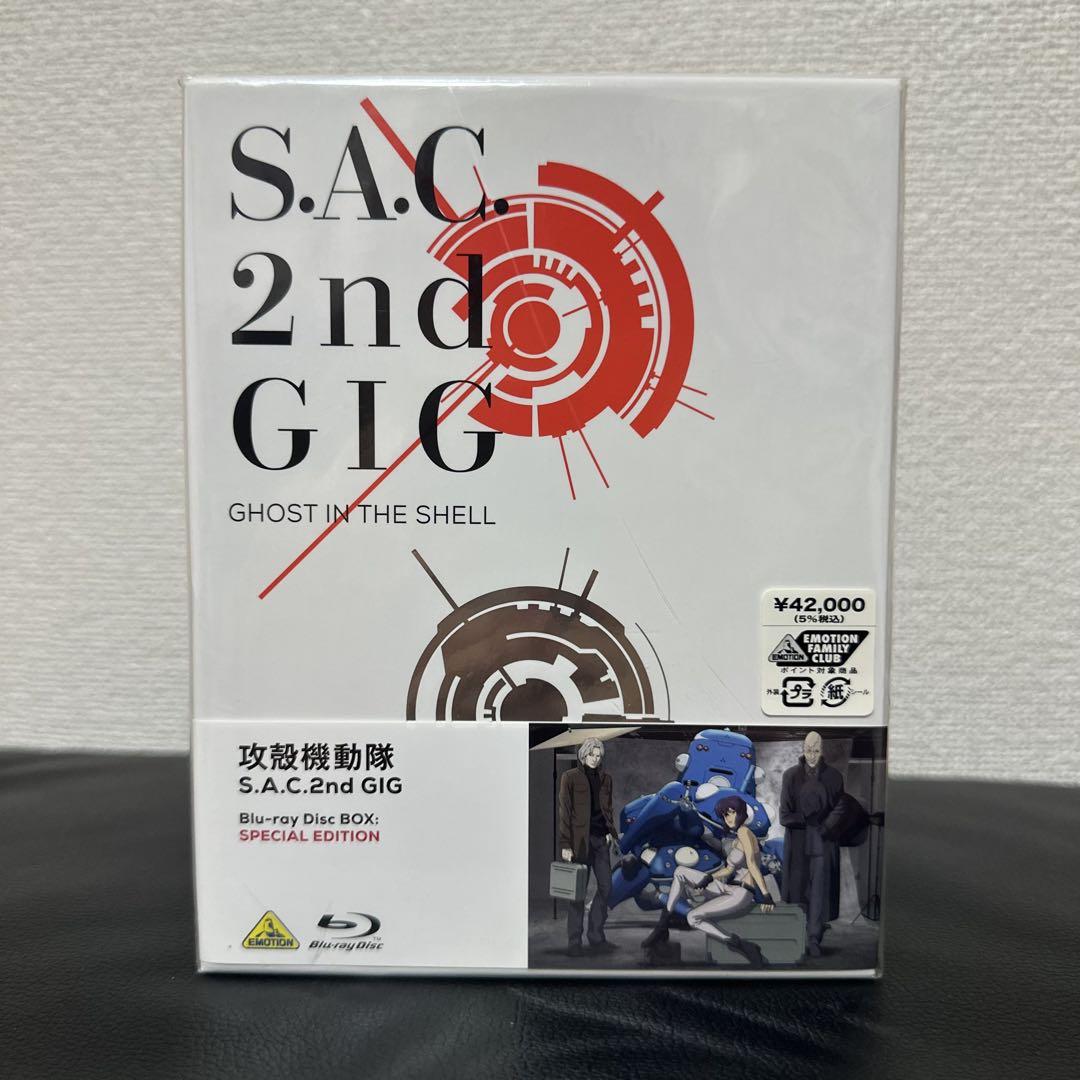 S.A.C.
2nd
GIG
GHOST IN THE SHELL
¥42,000
(5%税込)
EMOTION
EMOTION
FAMILY
CLUB
ポイント対象商品
外装
プラ
紙
シール
攻殻機動隊
S.A.C.2nd GIG
Blu-ray Disc BOX:
SPECIAL EDITION
EMOTION
Blu-ray Disc
TM